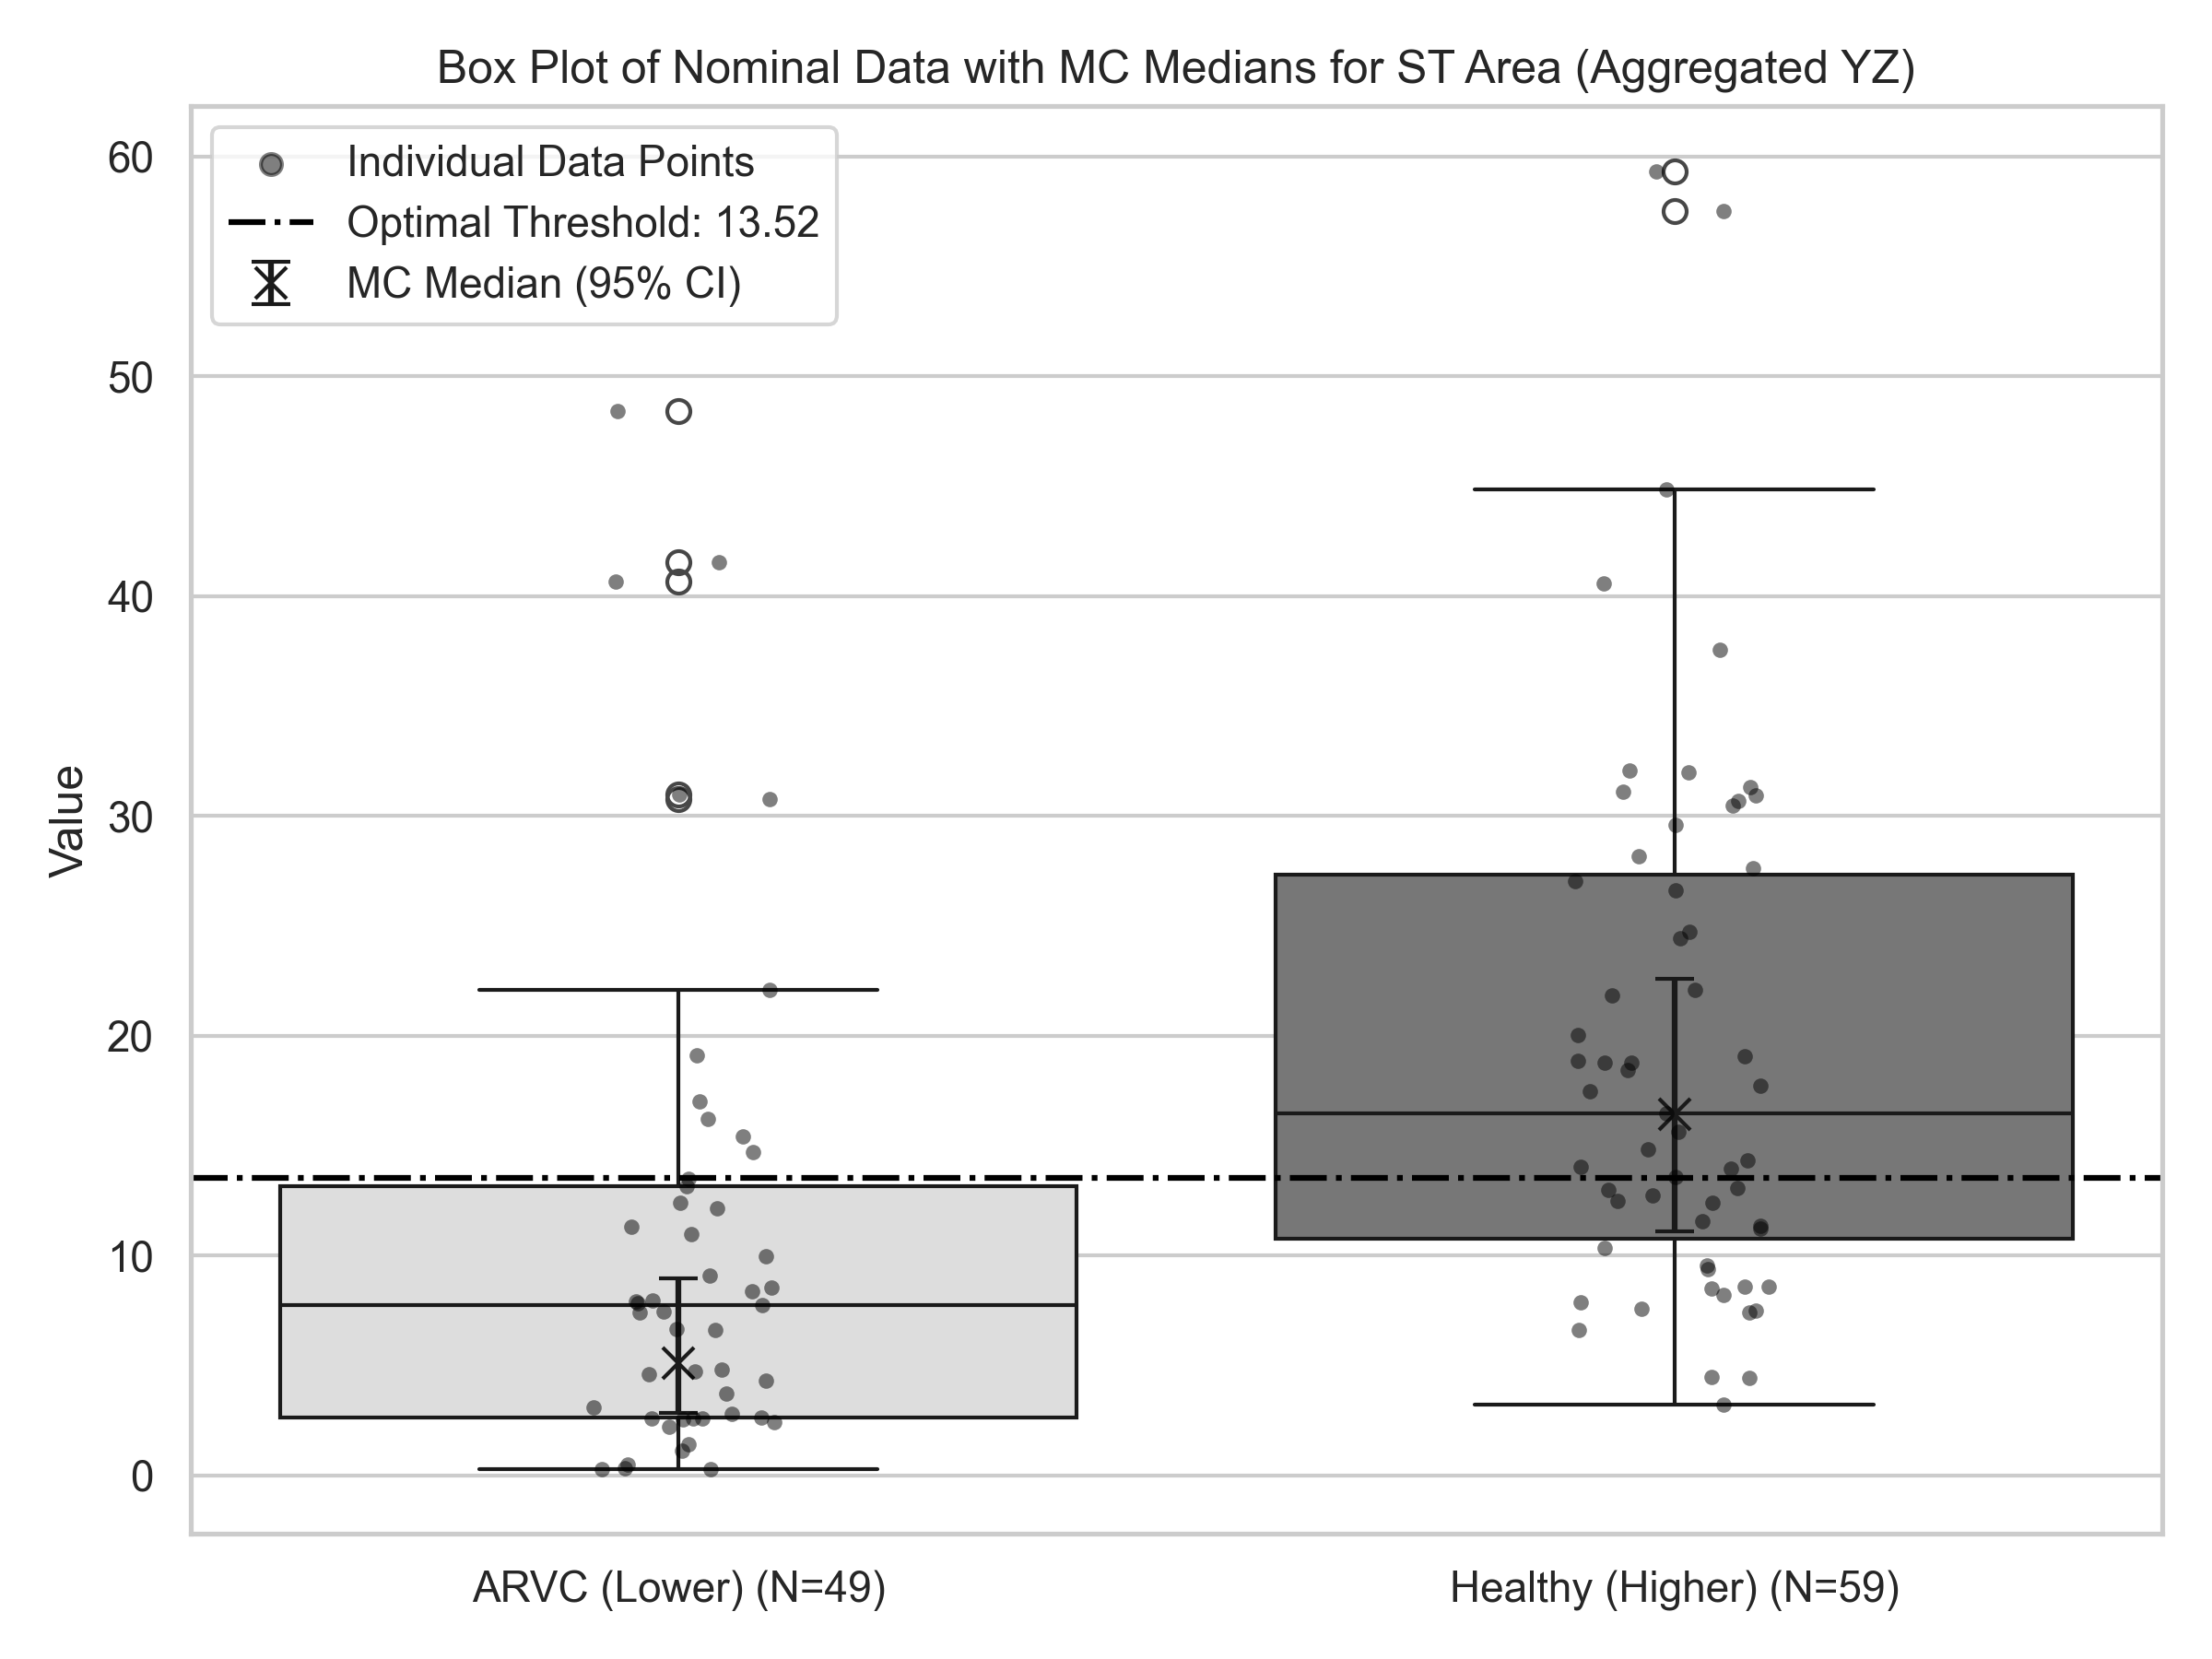 Box Plot of Nominal Data with MC Medians for ST Area (Aggregated YZ)
Individual Data Points
Optimal Threshold: 13.52
MC Median (95% CI)
60
50
40
30
20
10
0
Value
ARVC (Lower) (N=49)
Healthy (Higher) (N=59)